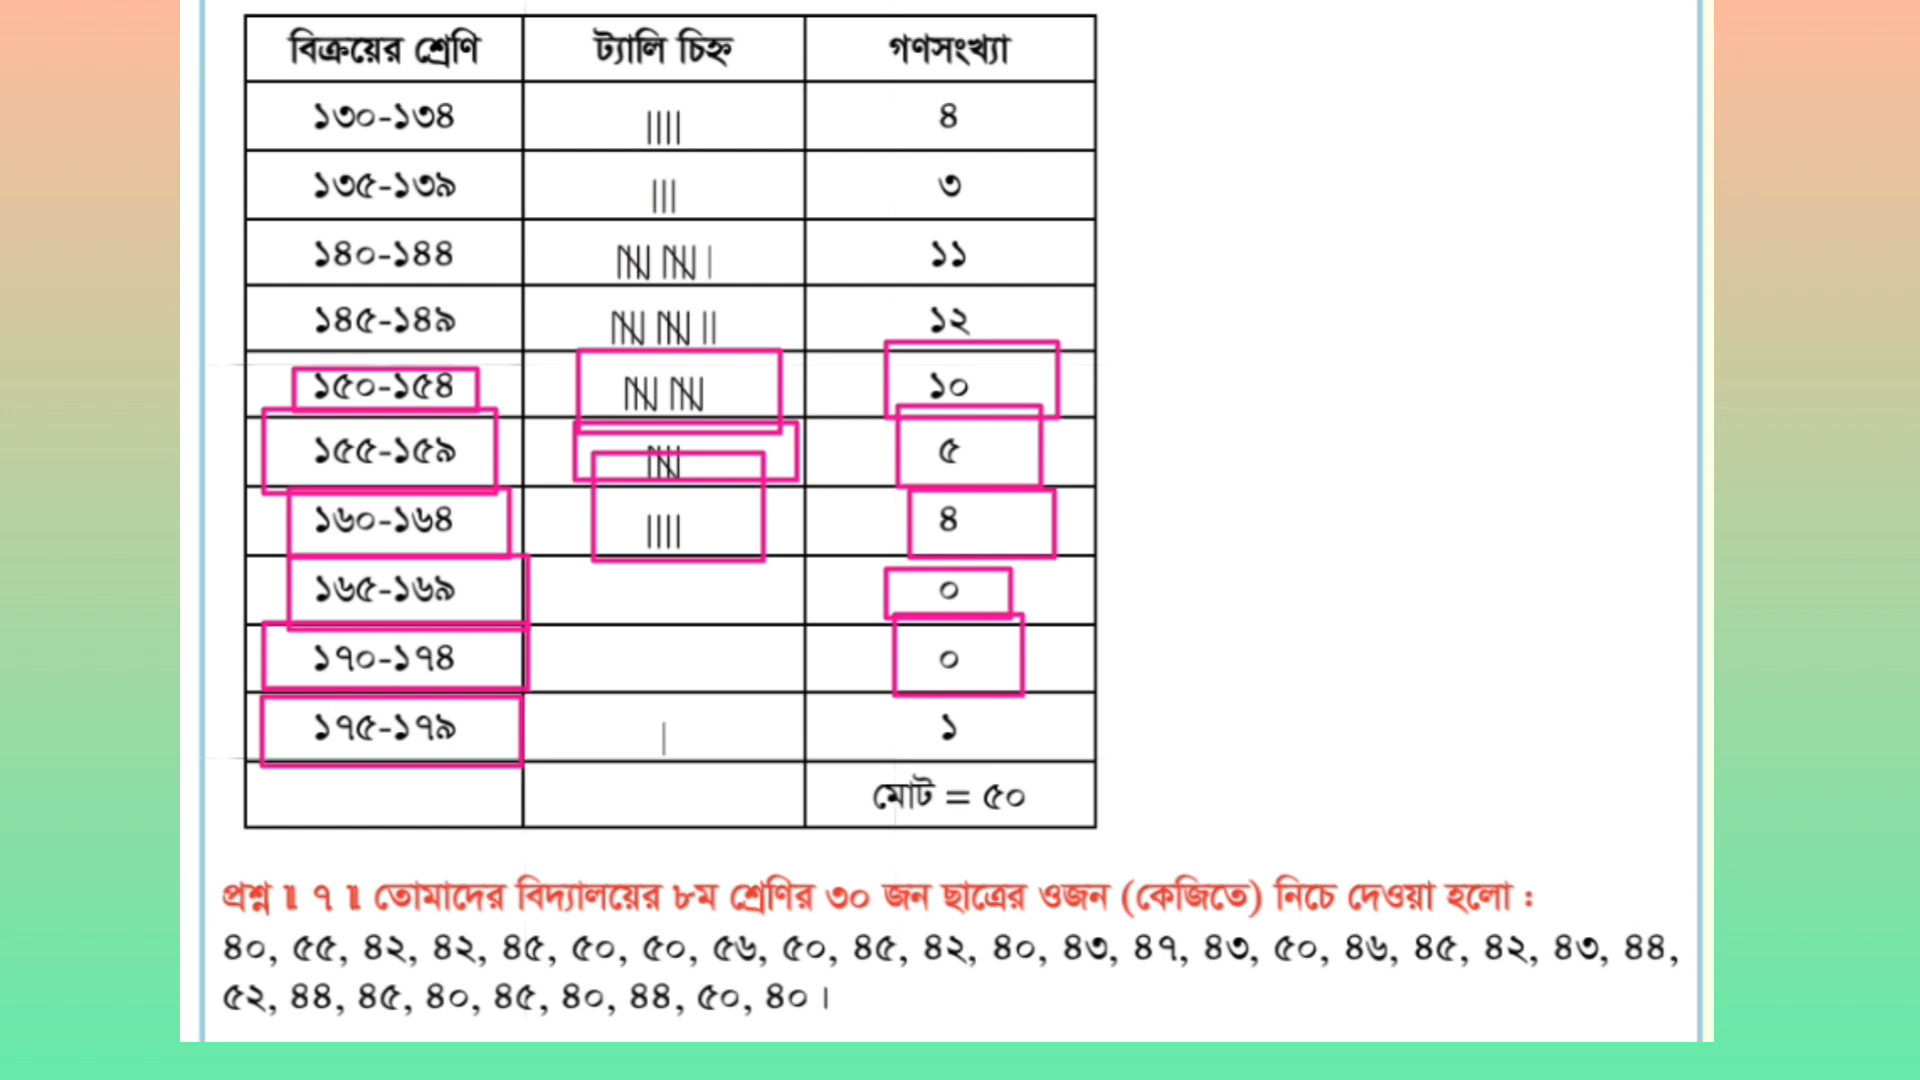 বিক্রয়ের শ্রেণি ট্যালি চিহ্ন গণসংখ্যা
১৩০-১৩৪ |||| ৪
১৩৫-১৩৯ ||| ৩
১৪০-১৪৪ 𝍸 𝍸 | ১১
১৪৫-১৪৯ 𝍸 𝍸 || ১২
১৫০-১৫৪ 𝍸 𝍸 ১০
১৫৫-১৫৯ 𝍸 ৫
১৬০-১৬৪ |||| ৪
১৬৫-১৬৯ ০
১৭০-১৭৪ ০
১৭৫-১৭৯ | ১
মোট = ৫০
প্রশ্ন ॥ ৭ ॥ তোমাদের বিদ্যালয়ের ৮ম শ্রেণির ৩০ জন ছাত্রের ওজন (কেজিতে) নিচে দেওয়া হলো :
৪০, ৫৫, ৪২, ৪২, ৪৫, ৫০, ৫০, ৫৬, ৫০, ৪৫, ৪২, ৪০, ৪৩, ৪৭, ৪৩, ৫০, ৪৬, ৪৫, ৪২, ৪৩, ৪৪,
৫২, ৪৪, ৪৫, ৪০, ৪৫, ৪০, ৪৪, ৫০, ৪০ ।